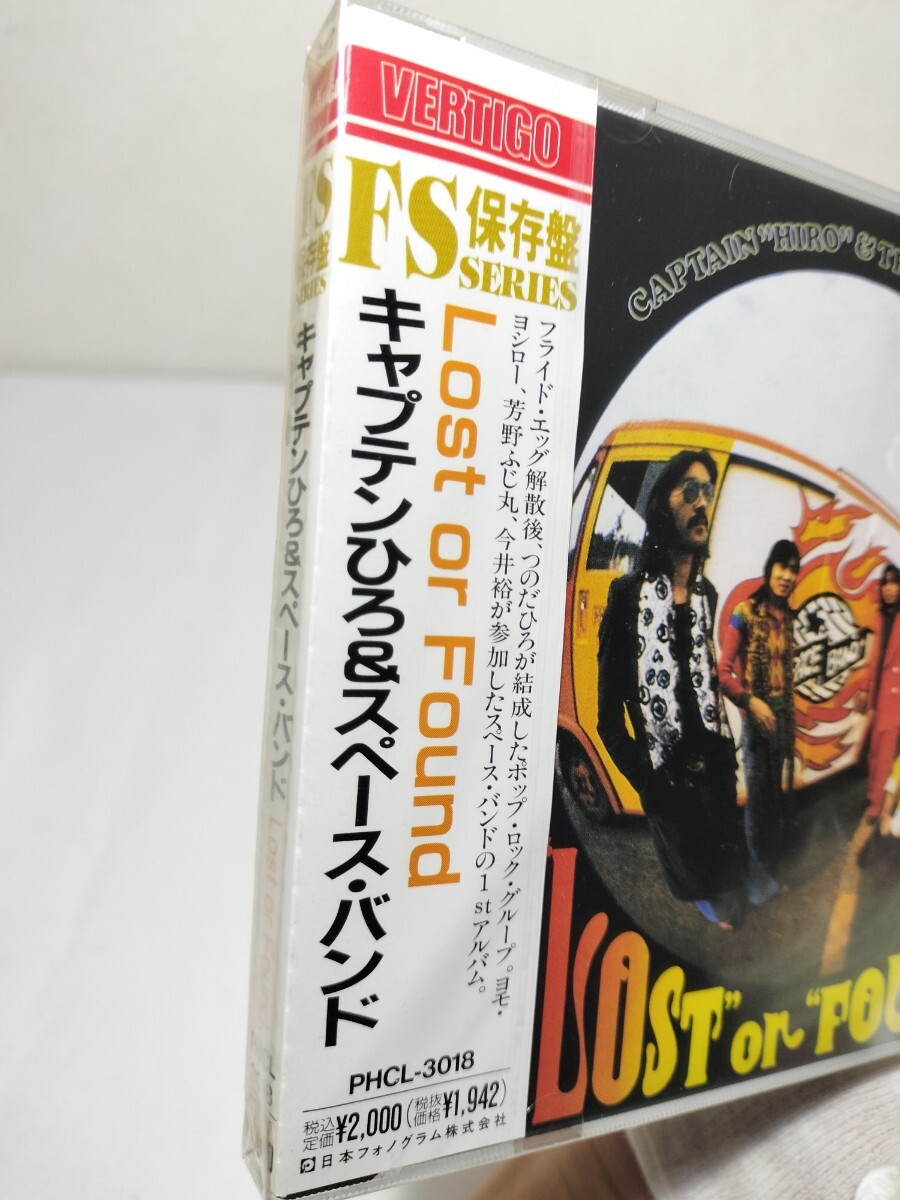 VERTIGO
FS保存盤
SERIES
Lost or Found
キャプテンひろ&スペース・バンド
フライド・エッグ解散後、つのだひろが結成したポップ・ロック・グループ。ヨモ・
ヨシロー、芳野ふじ丸、今井裕が参加したスペース・バンドの1stアルバム。
PHCL-3018
税込定価¥2,000(税抜価格¥1,942)
日本フォノグラム株式会社
FS
保存盤
SERIES
キャプテンひろ&スペース・バンド Lost or Found
CAPTAIN "HIRO" &
"LOST" or "FOU